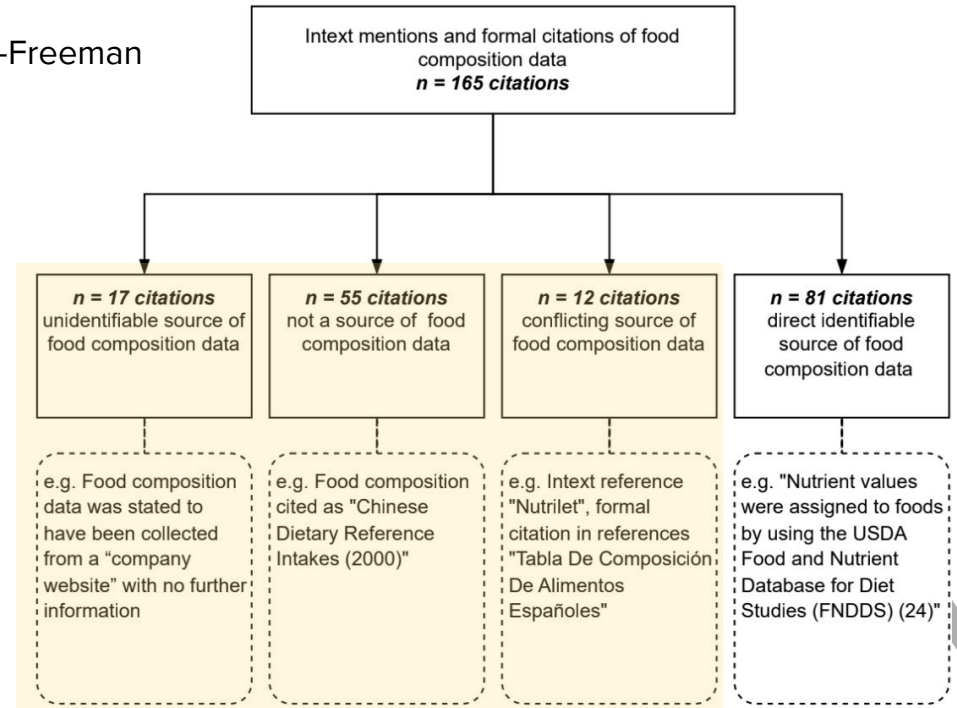 -Freeman
Intext mentions and formal citations of food
composition data
n = 165 citations
n = 17 citations
unidentifiable source of
food composition data
n = 55 citations
not a source of food
composition data
n = 12 citations
conflicting source of
food composition data
n = 81 citations
direct identifiable
source of food
composition data
e.g. Food composition
data was stated to
have been collected
from a “company
website” with no further
information
e.g. Food composition
cited as "Chinese
Dietary Reference
Intakes (2000)"
e.g. Intext reference
"Nutrilet", formal
citation in references
"Tabla De Composición
De Alimentos
Españoles"
e.g. "Nutrient values
were assigned to foods
by using the USDA
Food and Nutrient
Database for Diet
Studies (FNDDS) (24)"